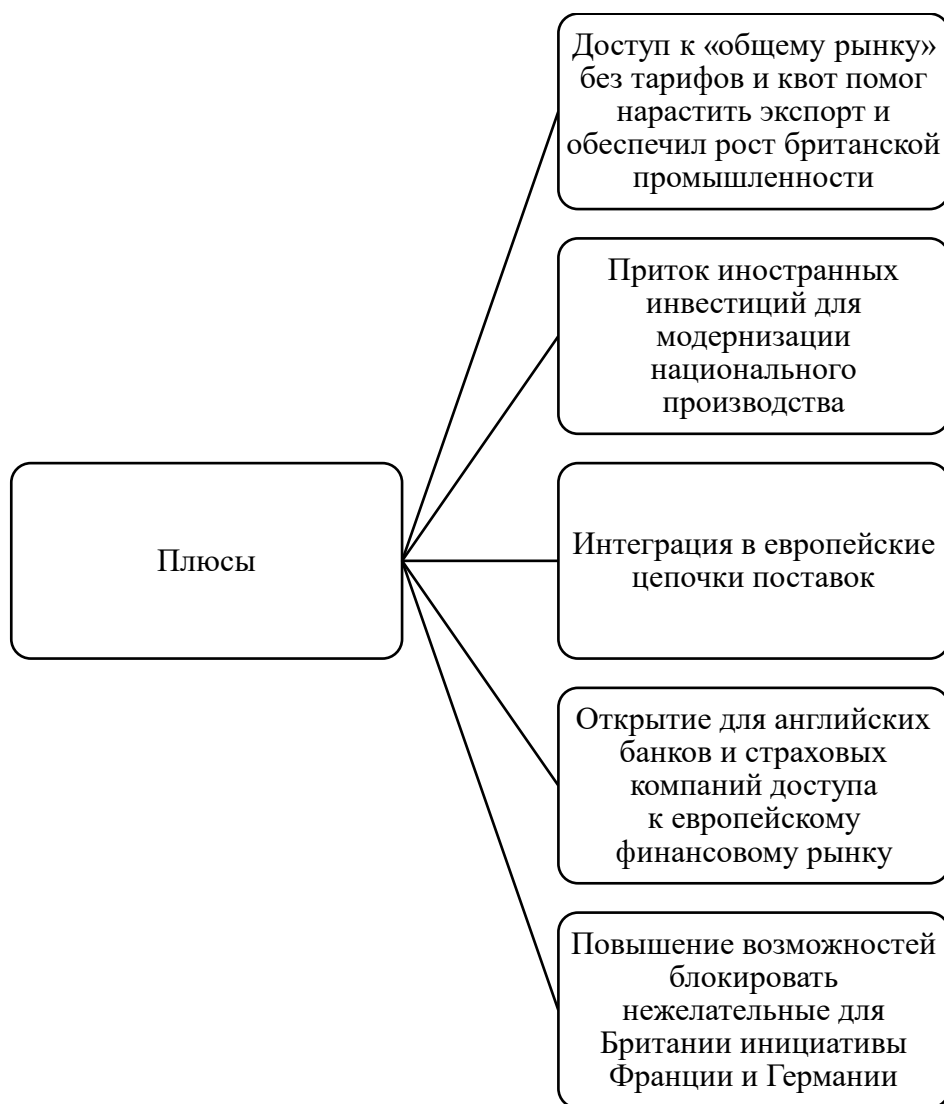 Доступ к «общему рынку»
без тарифов и квот помог
нарастить экспорт и
обеспечил рост британской
промышленности
Приток иностранных
инвестиций для
модернизации
национального
производства
Плюсы
Интеграция в европейские
цепочки поставок
Открытие для английских
банков и страховых
компаний доступа
к европейскому
финансовому рынку
Повышение возможностей
блокировать
нежелательные для
Британии инициативы
Франции и Германии